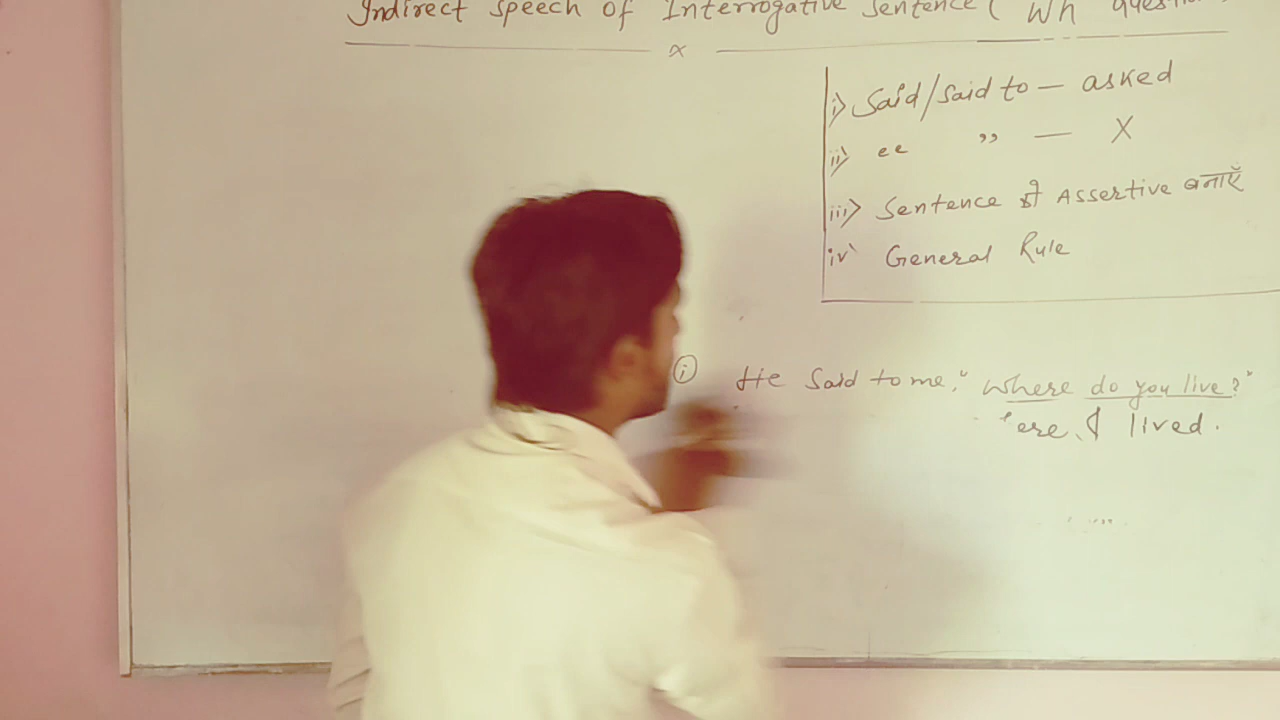 Indirect Speech of Interrogative Sentence ( Wh Question
i) Said/Said to — asked
ii) “ ” — X
iii) Sentence को Assertive बनाएँ
iv) General Rule
i He Said to me, “Where do you live?”
I lived.